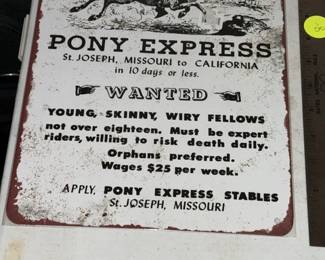 PONY EXPRESS
St. JOSEPH, MISSOURI to CALIFORNIA
in 10 days or less.
WANTED
YOUNG, SKINNY, WIRY FELLOWS
not over eighteen. Must be expert
riders, willing to risk death daily.
Orphans preferred.
Wages $25 per week.
APPLY, PONY EXPRESS STABLES
St. JOSEPH, MISSOURI